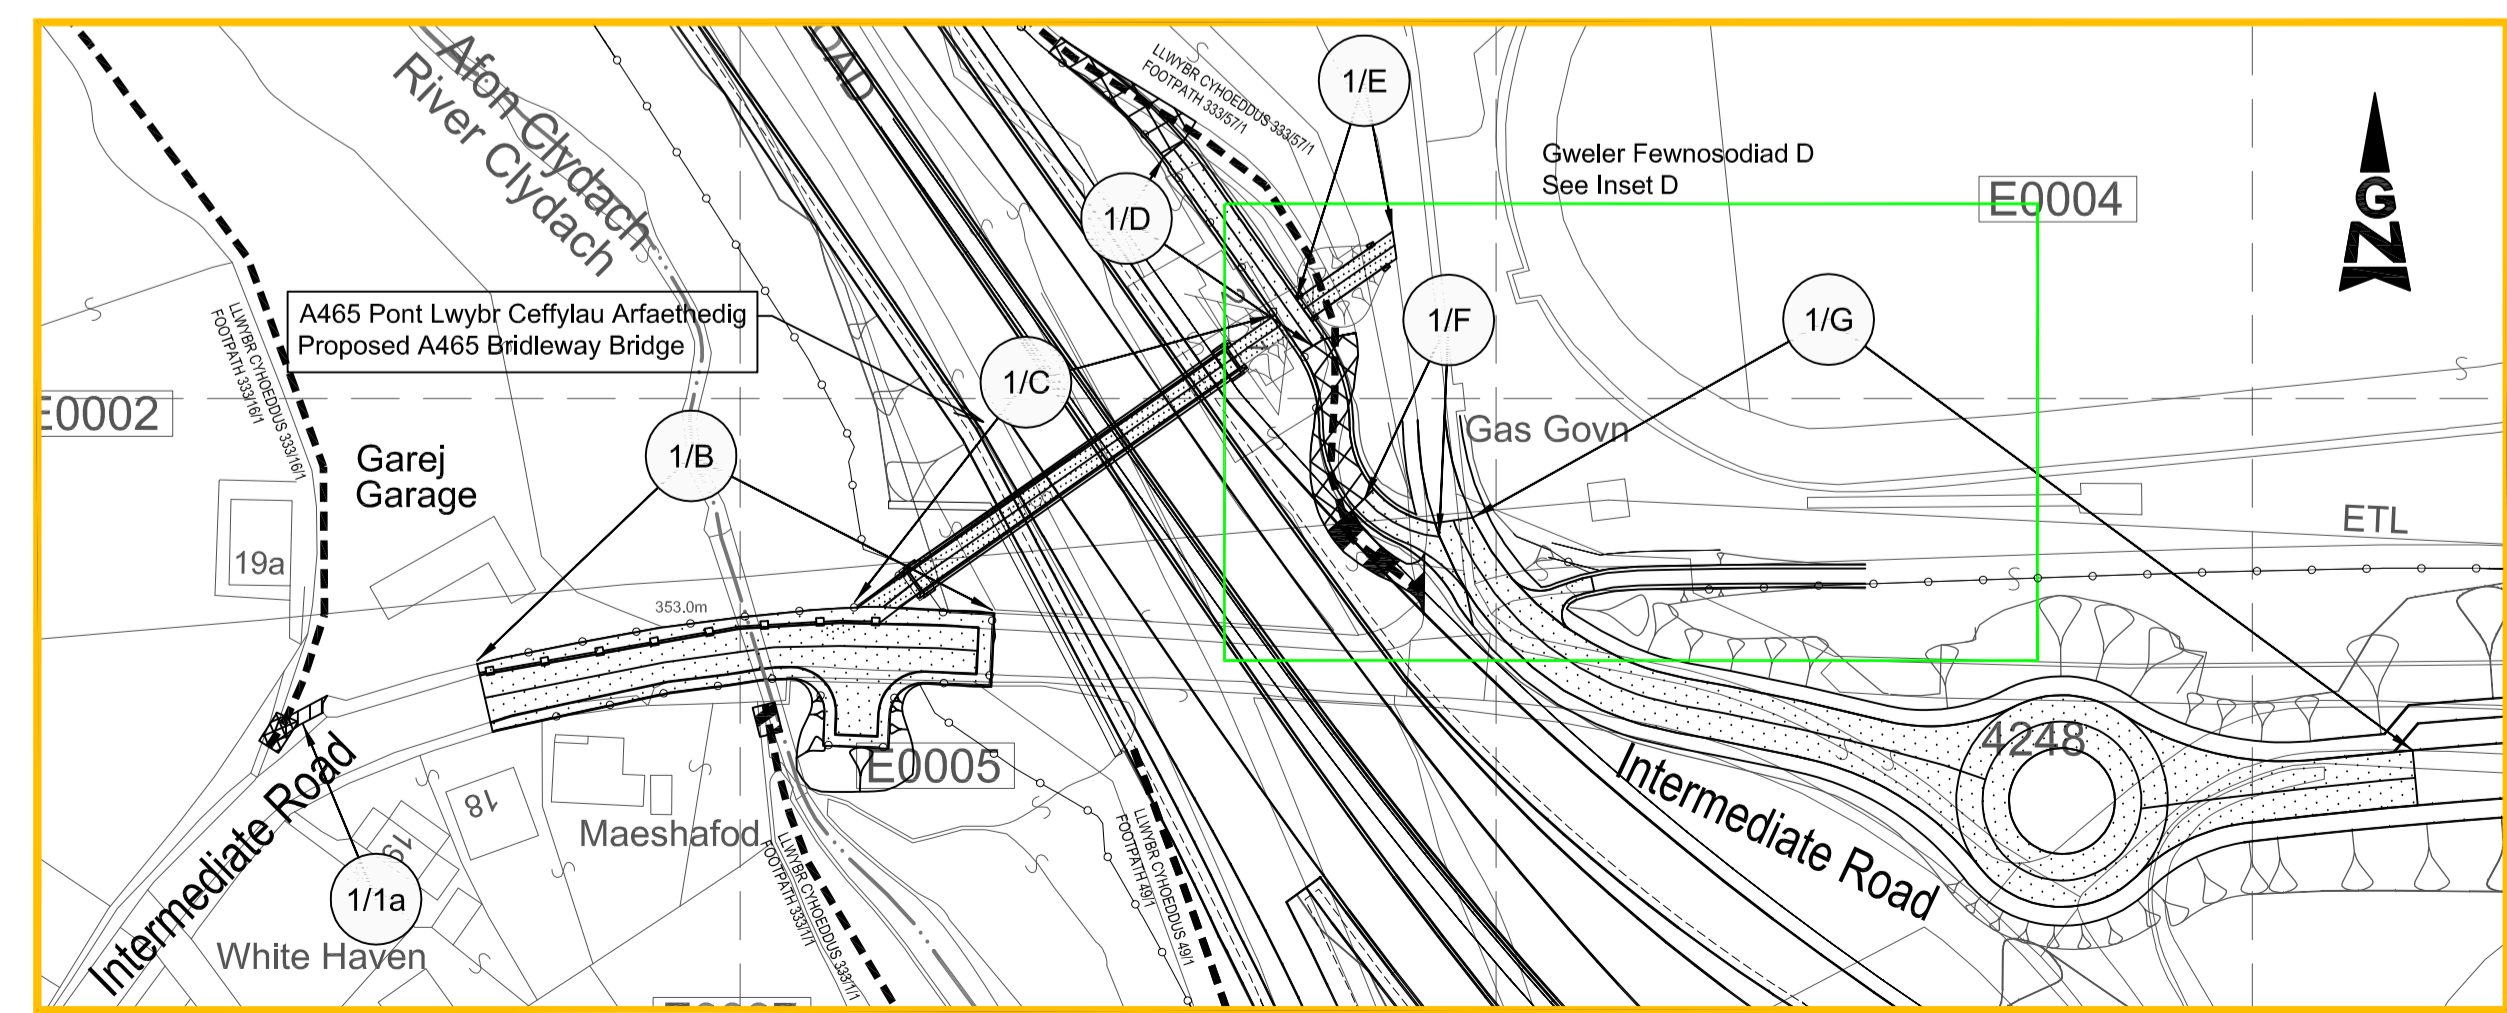 Afon Clydach
River Clydach
LLWYBR CYHOEDDUS 333/57/1
FOOTPATH 333/57/1
1/E
Gweler Fewnosodiad D
See Inset D
E0004
G
N
1/D
A465 Pont Lwybr Ceffylau Arfaethedig
Proposed A465 Bridleway Bridge
LLWYBR CYHOEDDUS 333/16/1
FOOTPATH 333/16/1
1/F
1/G
1/C
E0002
1/B
Garej
Garage
Gas Govn
19a
ETL
353.0m
4248
Intermediate Road
E0005
18
19
Maeshafod
LLWYBR CYHOEDDUS 333/1/1
FOOTPATH 333/1/1
LLWYBR CYHOEDDUS 49/1
FOOTPATH 49/1
Intermediate Road
1/1a
White Haven